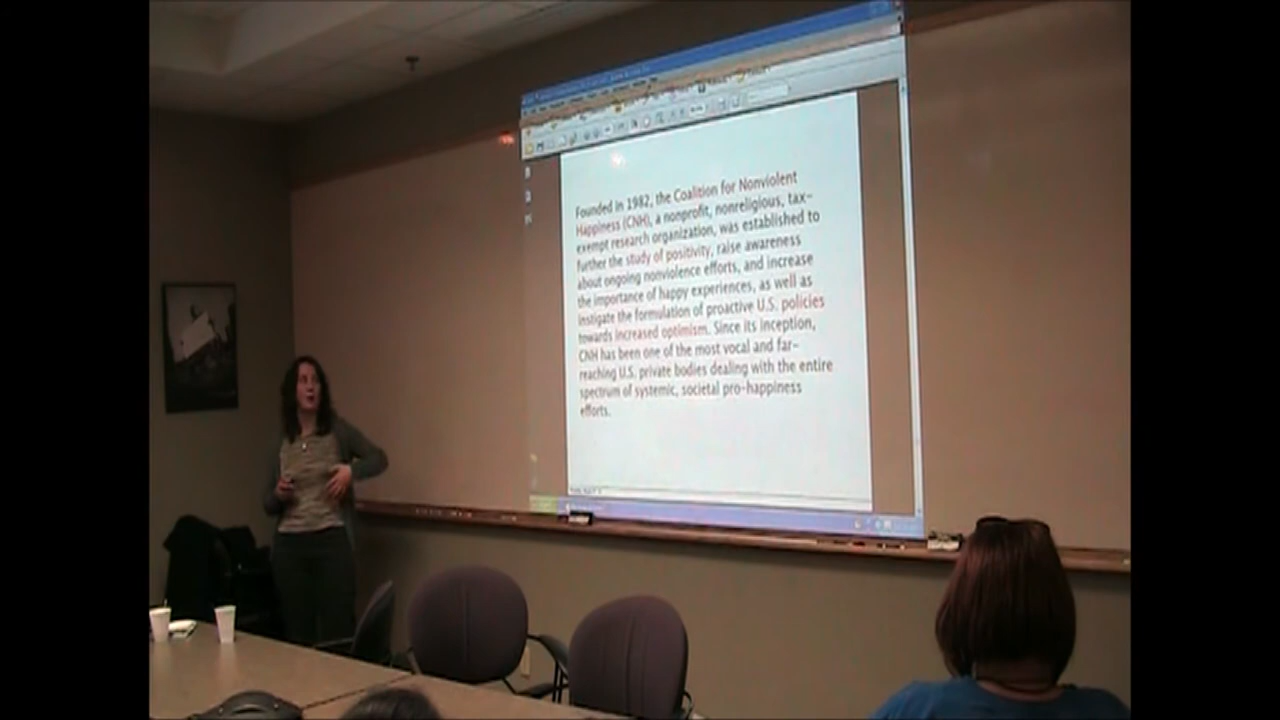 Founded in 1982, the Coalition for Nonviolent
Happiness (CNH), a nonprofit, nonreligious, tax-
exempt research organization, was established to
further the study of positivity, raise awareness
about ongoing nonviolence efforts, and increase
the importance of happy experiences, as well as
instigate the formulation of proactive U.S. policies
towards increased optimism. Since its inception,
CNH has been one of the most vocal and far-
reaching U.S. private bodies dealing with the entire
spectrum of systemic, societal pro-happiness
efforts.